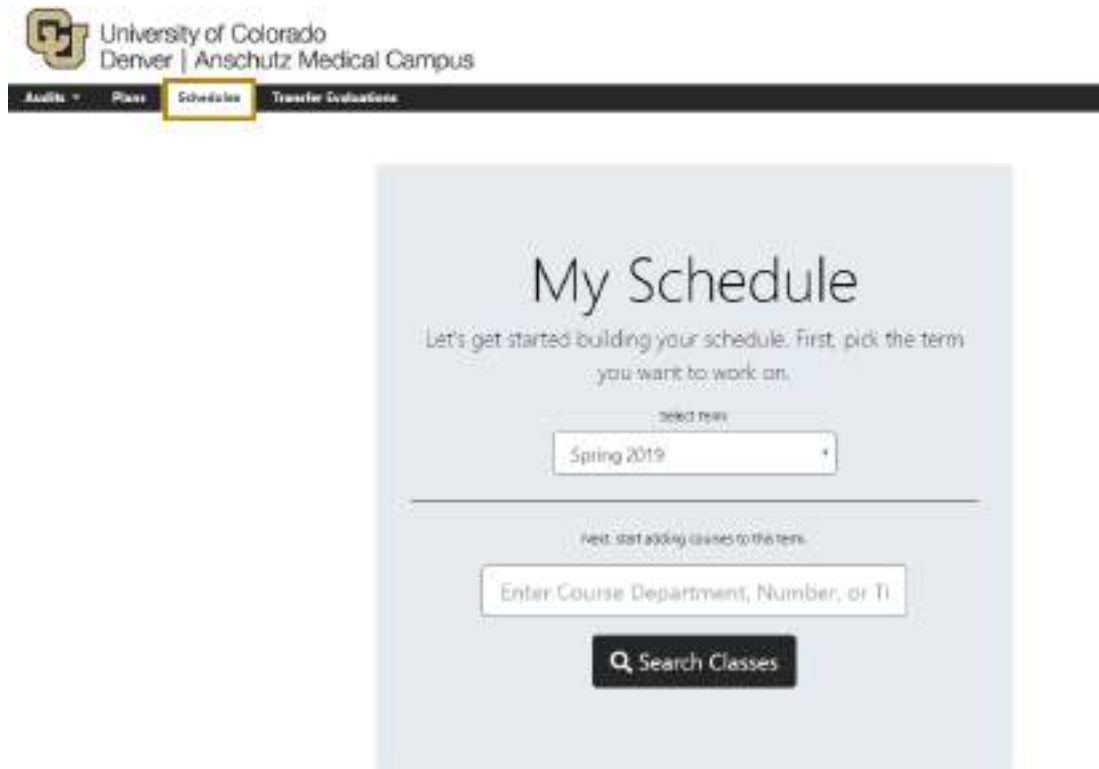 University of Colorado
Denver | Anschutz Medical Campus
Audits Plans Schedules Transfer Evaluations
My Schedule
Let's get started building your schedule. First, pick the term
you want to work on.
Select Term
Spring 2019
Next, start adding courses to this term.
Enter Course Department, Number, or Ti
Search Classes